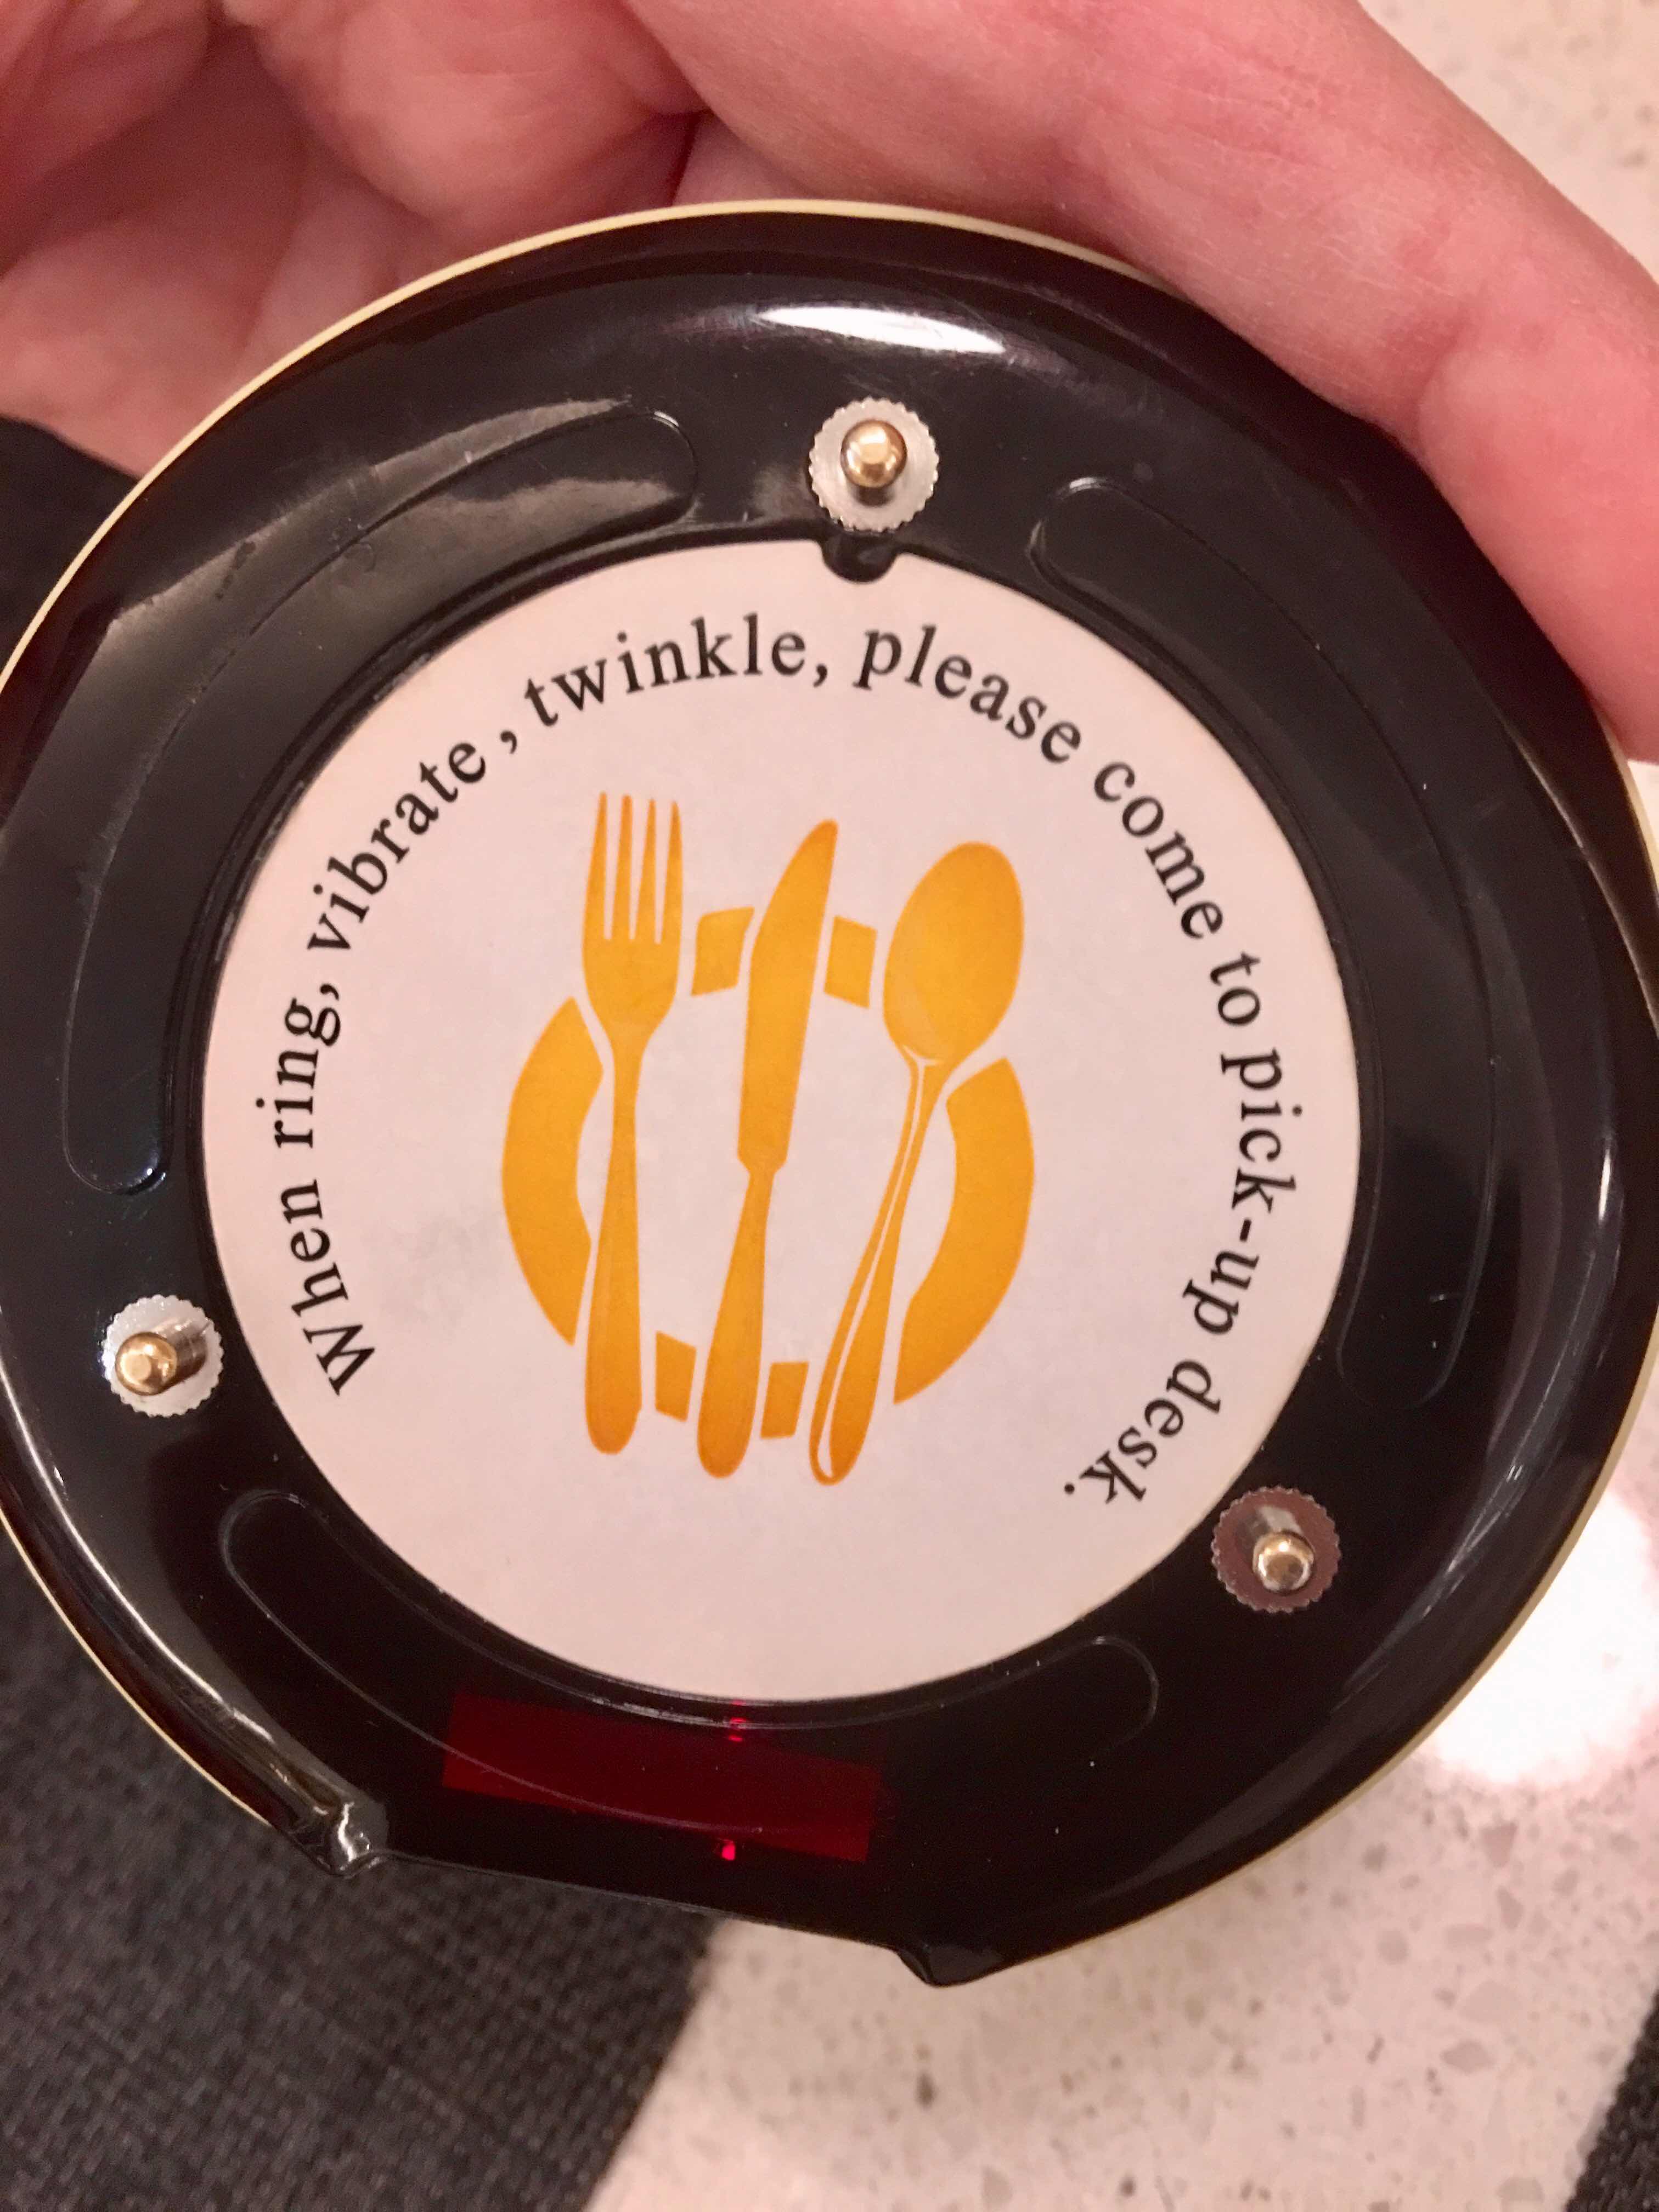 When ring, vibrate , twinkle, please come to pick-up desk.